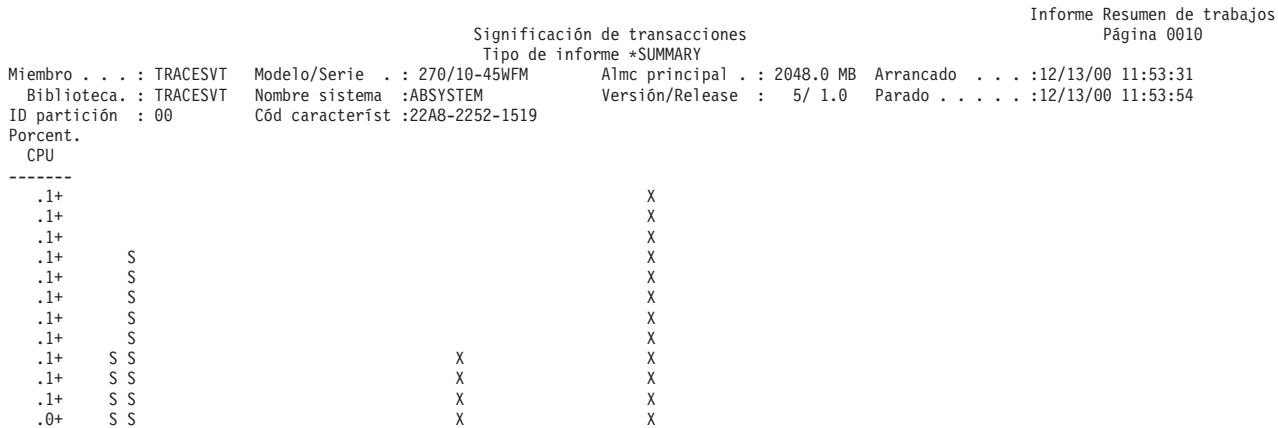 Informe Resumen de trabajos
Significación de transacciones Página 0010
Tipo de informe *SUMMARY
Miembro . . . : TRACESVT Modelo/Serie . : 270/10-45WFM Almc principal . : 2048.0 MB Arrancado . . . :12/13/00 11:53:31
Biblioteca. : TRACESVT Nombre sistema :ABSYSTEM Versión/Release : 5/ 1.0 Parado . . . . . :12/13/00 11:53:54
ID partición : 00 Cód característ :22A8-2252-1519
Porcent.
CPU
-------
.1+ X
.1+ X
.1+ X
.1+ S X
.1+ S X
.1+ S X
.1+ S X
.1+ S X
.1+ S S X X
.1+ S S X X
.1+ S S X X
.0+ S S X X